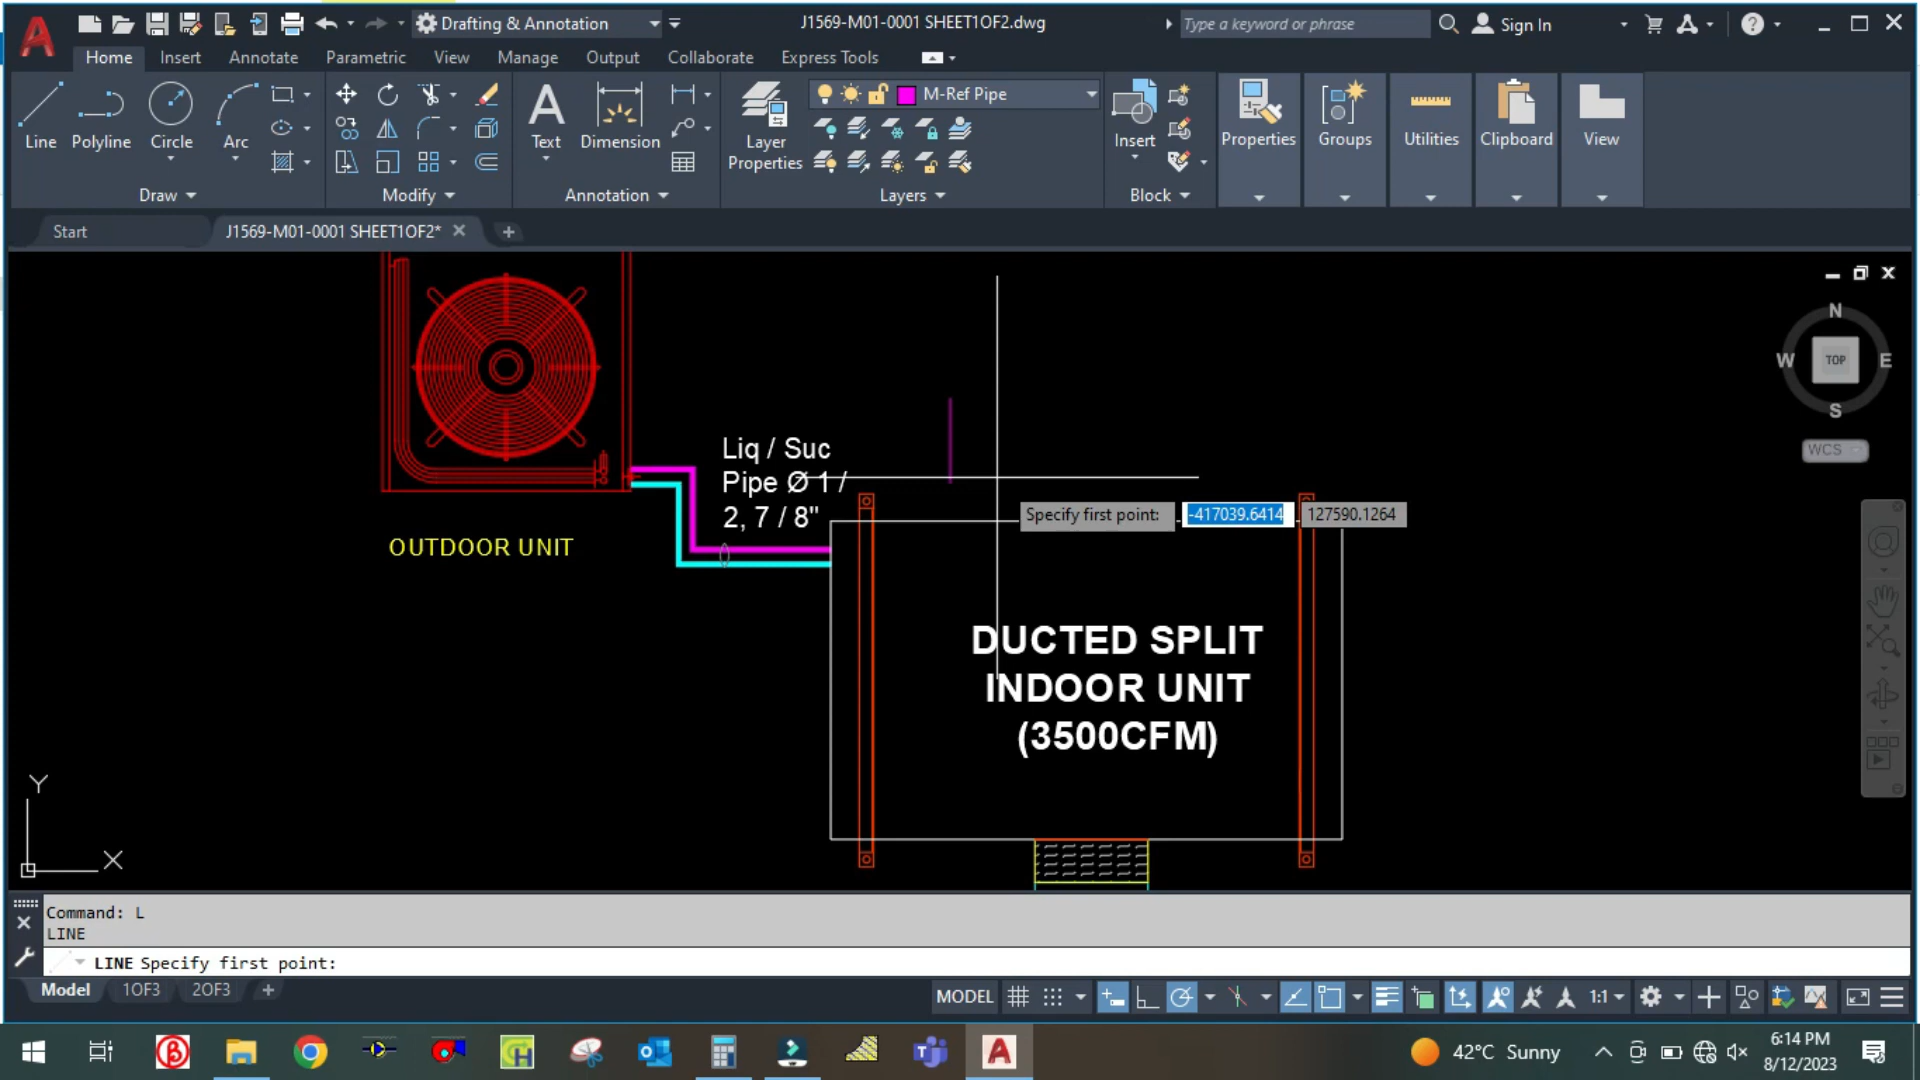 Drafting & Annotation
J1569-M01-0001 SHEET1OF2.dwg
Type a keyword or phrase
Sign In
Home
Insert
Annotate
Parametric
View
Manage
Output
Collaborate
Express Tools
M-Ref Pipe
Line
Polyline
Circle
Arc
Text
Dimension
Layer
Properties
Insert
Properties
Groups
Utilities
Clipboard
View
Draw
Modify
Annotation
Layers
Block
Start
J1569-M01-0001 SHEET1OF2*
N
W
TOP
E
S
WCS
Liq / Suc
Pipe Ø 1 /
2, 7 / 8"
Specify first point:
-417039.6414
127590.1264
OUTDOOR UNIT
DUCTED SPLIT
INDOOR UNIT
(3500CFM)
Y
X
Command: L
LINE
LINE Specify first point:
Model
1OF3
2OF3
MODEL
1:1
42°C Sunny
6:14 PM
8/12/2023